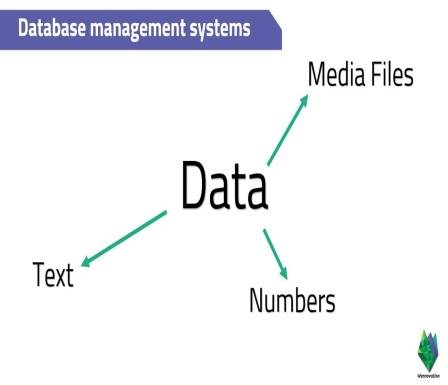 Database management systems
Media Files
Data
Text
Numbers